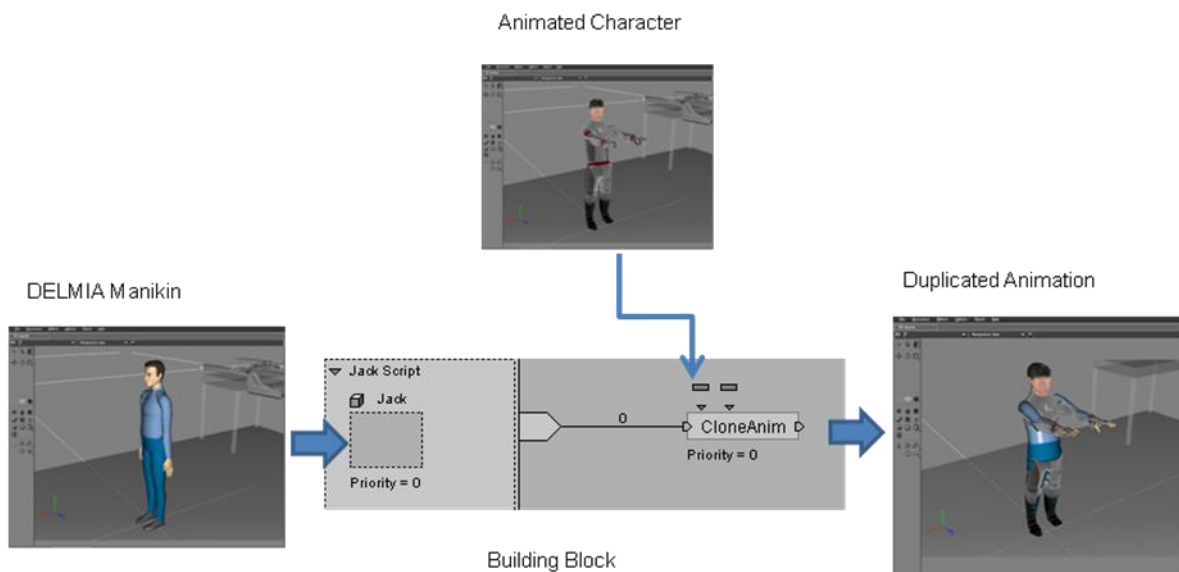 Animated Character
DELMIA Manikin
Duplicated Animation
Jack Script
Jack
Priority = 0
0
CloneAnim
Priority = 0
Building Block